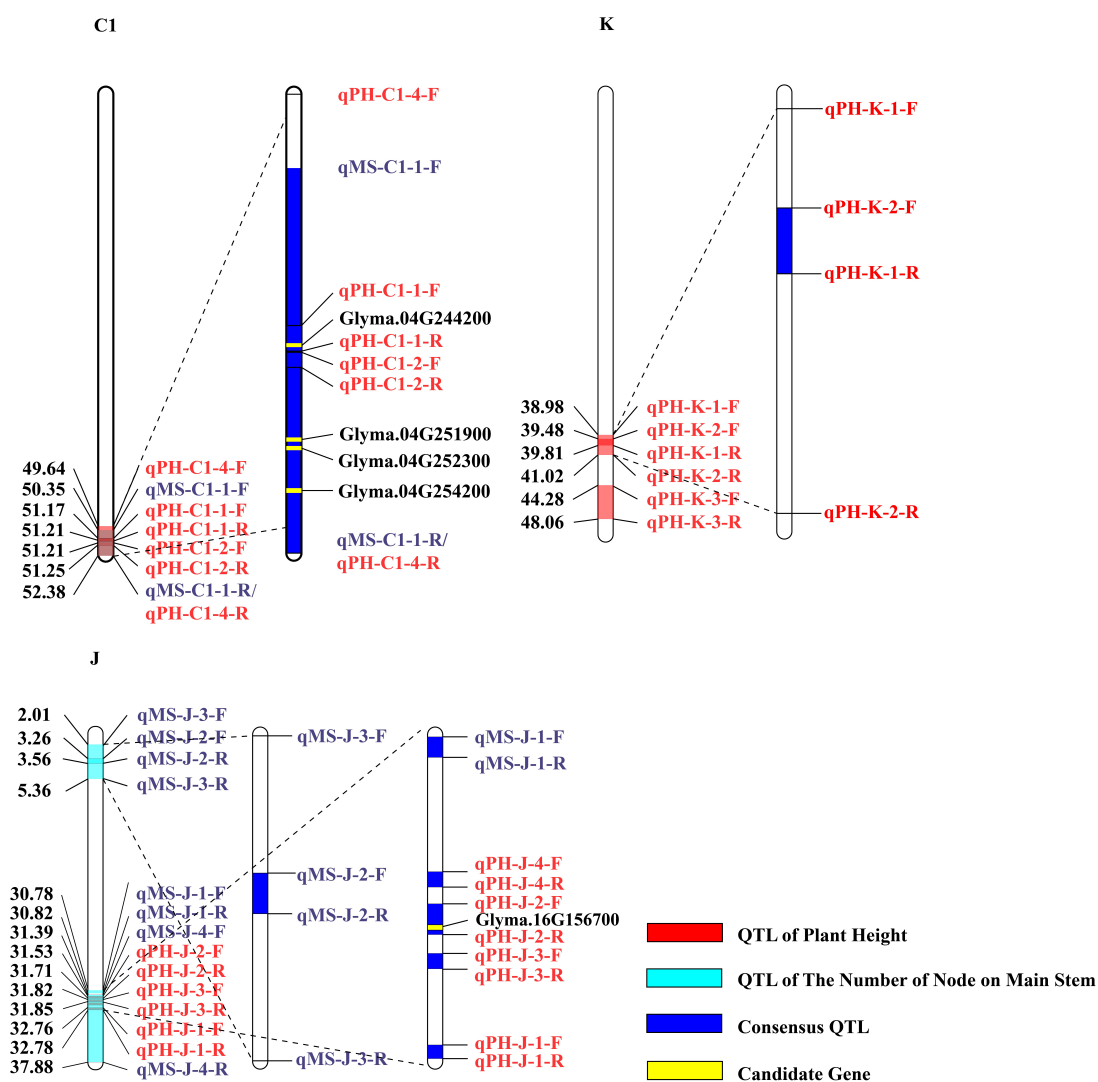 C1
qPH-C1-4-F
qMS-C1-1-F
qPH-C1-1-F
Glyma.04G244200
qPH-C1-1-R
qPH-C1-2-F
qPH-C1-2-R
Glyma.04G251900
Glyma.04G252300
Glyma.04G254200
qMS-C1-1-R/
qPH-C1-4-R
49.64
50.35
51.17
51.21
51.21
51.25
52.38
qPH-C1-4-F
qMS-C1-1-F
qPH-C1-1-F
qPH-C1-1-R
qPH-C1-2-F
qPH-C1-2-R
qMS-C1-1-R/
qPH-C1-4-R
K
qPH-K-1-F
qPH-K-2-F
qPH-K-1-R
qPH-K-2-R
38.98
39.48
39.81
41.02
44.28
48.06
qPH-K-1-F
qPH-K-2-F
qPH-K-1-R
qPH-K-2-R
qPH-K-3-F
qPH-K-3-R
J
2.01
3.26
3.56
5.36
qMS-J-3-F
qMS-J-2-F
qMS-J-2-R
qMS-J-3-R
30.78
30.82
31.39
31.53
31.71
31.82
31.85
32.76
32.78
37.88
qMS-J-1-F
qMS-J-1-R
qMS-J-4-F
qPH-J-2-F
qPH-J-2-R
qPH-J-3-F
qPH-J-3-R
qPH-J-1-F
qPH-J-1-R
qMS-J-4-R
qMS-J-3-F
qMS-J-2-F
qMS-J-2-R
qMS-J-3-R
qMS-J-1-F
qMS-J-1-R
qPH-J-4-F
qPH-J-4-R
qPH-J-2-F
Glyma.16G156700
qPH-J-2-R
qPH-J-3-F
qPH-J-3-R
qPH-J-1-F
qPH-J-1-R
QTL of Plant Height
QTL of The Number of Node on Main Stem
Consensus QTL
Candidate Gene